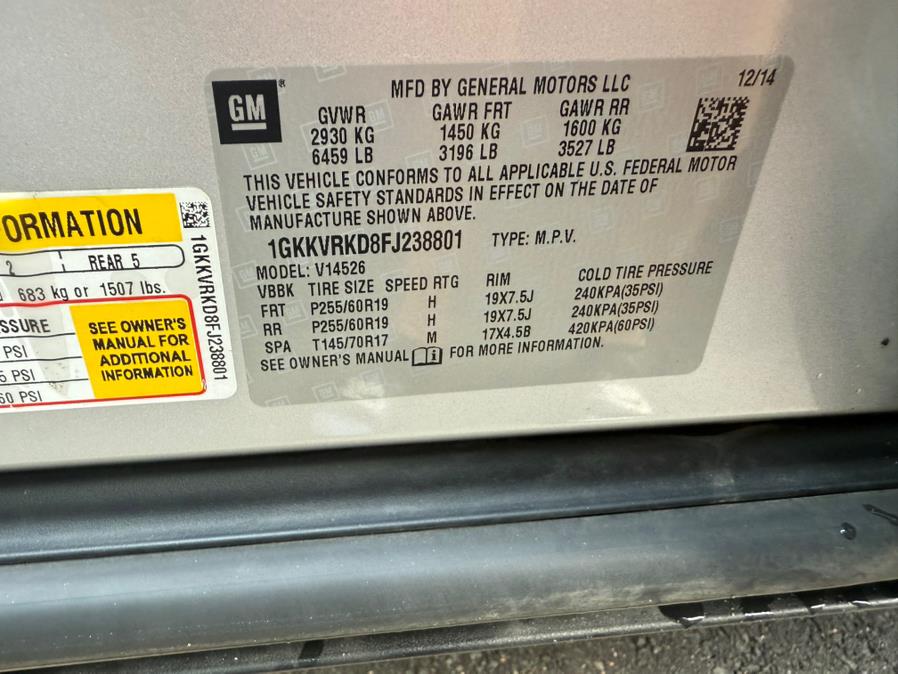 GM
MFD BY GENERAL MOTORS LLC 12/14
GVWR GAWR FRT GAWR RR
2930 KG 1450 KG 1600 KG
6459 LB 3196 LB 3527 LB
THIS VEHICLE CONFORMS TO ALL APPLICABLE U.S. FEDERAL MOTOR
VEHICLE SAFETY STANDARDS IN EFFECT ON THE DATE OF
MANUFACTURE SHOWN ABOVE.
1GKKVRKD8FJ238801 TYPE: M.P.V.
MODEL: V14526
VBBK TIRE SIZE SPEED RTG RIM COLD TIRE PRESSURE
FRT P255/60R19 H 19X7.5J 240KPA(35PSI)
RR P255/60R19 H 19X7.5J 240KPA(35PSI)
SPA T145/70R17 M 17X4.5B 420KPA(60PSI)
SEE OWNER'S MANUAL i FOR MORE INFORMATION.
ORMATION
2 REAR 5
683 kg or 1507 lbs.
SSURE
PSI
5 PSI
60 PSI
SEE OWNER'S
MANUAL FOR
ADDITIONAL
INFORMATION
1GKKVRKD8FJ238801